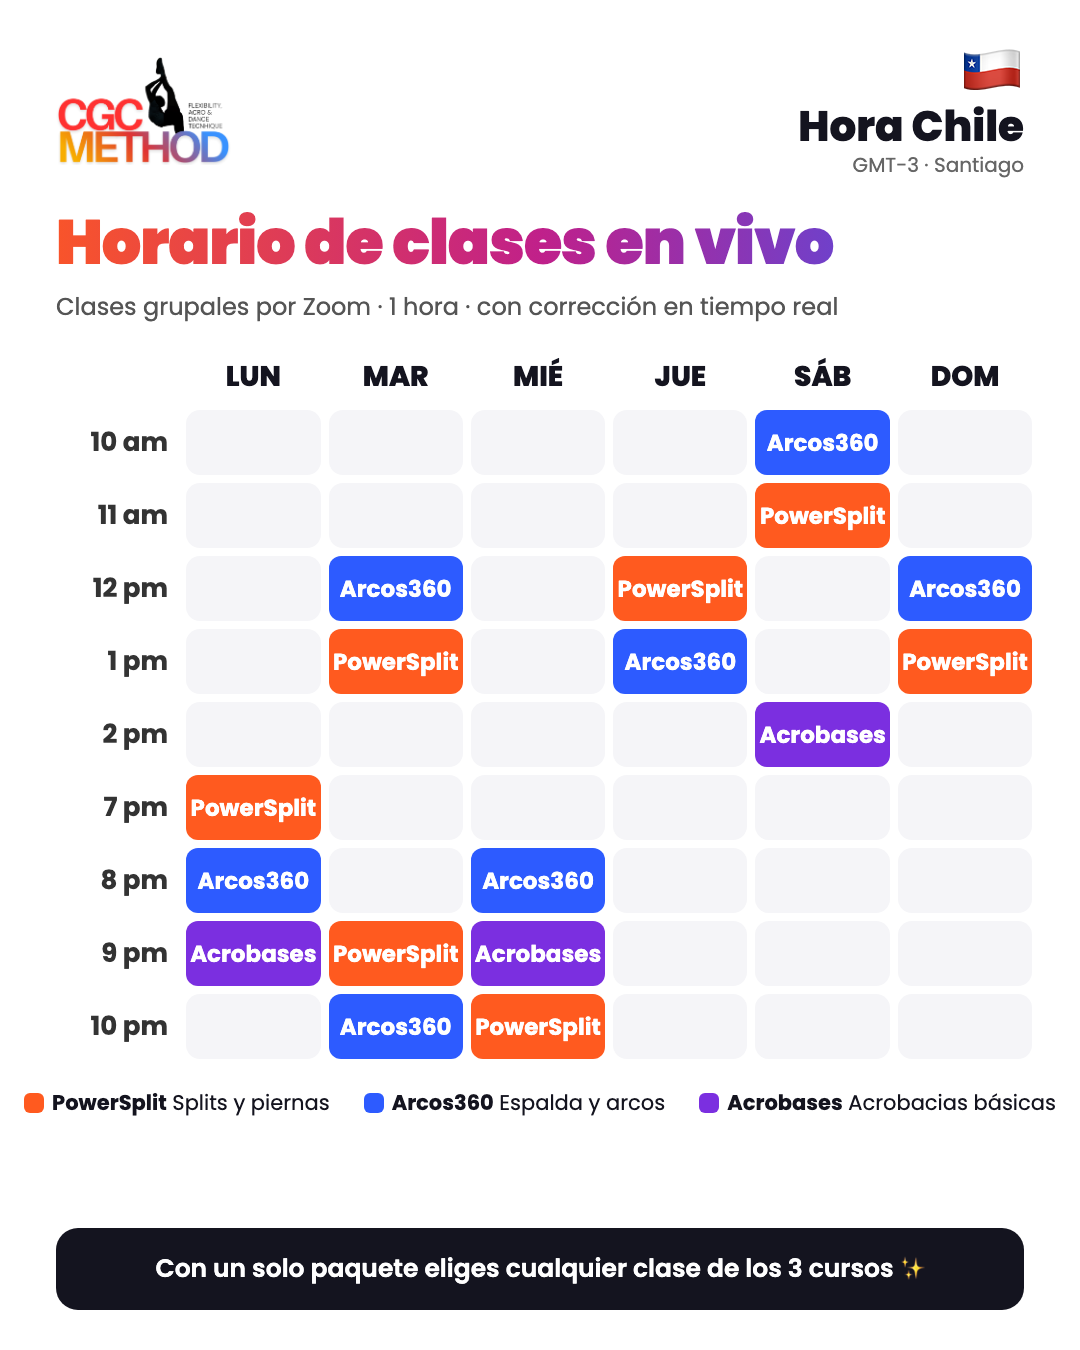 CGC
METHOD
FLEXIBILITY,
ACRO &
DANCE
TECNHIQUE
Hora Chile
GMT-3 · Santiago
Horario de clases en vivo
Clases grupales por Zoom · 1 hora · con corrección en tiempo real
LUN MAR MIÉ JUE SÁB DOM
10 am Arcos360
11 am PowerSplit
12 pm Arcos360 PowerSplit Arcos360
1 pm PowerSplit Arcos360 PowerSplit
2 pm Acrobases
7 pm PowerSplit
8 pm Arcos360 Arcos360
9 pm Acrobases PowerSplit Acrobases
10 pm Arcos360 PowerSplit
PowerSplit Splits y piernas Arcos360 Espalda y arcos Acrobases Acrobacias básicas
Con un solo paquete eliges cualquier clase de los 3 cursos ✨